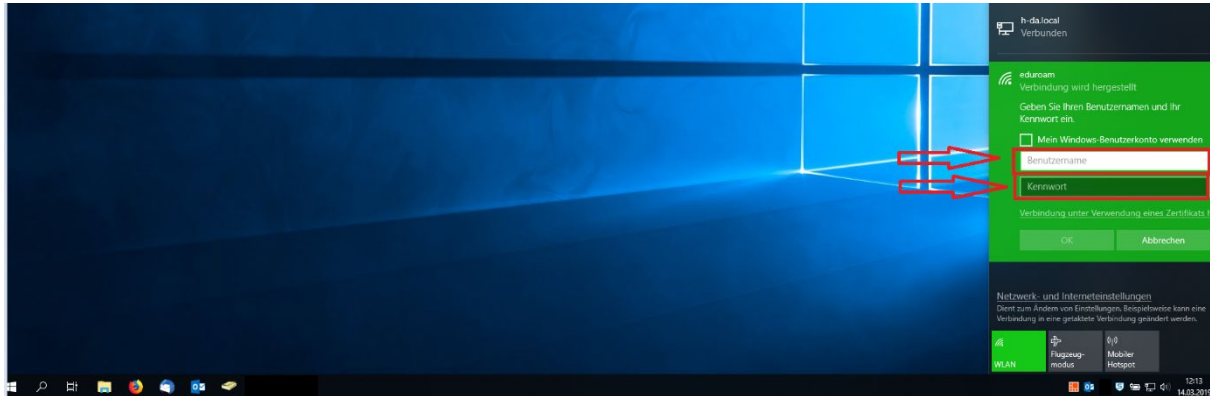 h-da.local
Verbunden
eduroam
Verbindung wird hergestellt
Geben Sie Ihren Benutzernamen und Ihr
Kennwort ein.
Mein Windows-Benutzerkonto verwenden
Benutzername
Kennwort
Verbindung unter Verwendung eines Zertifikats
OK
Abbrechen
Netzwerk- und Interneteinstellungen
Dient zum Ändern von Einstellungen. Beispielsweise kann eine
Verbindung in eine getaktete Verbindung geändert werden.
WLAN
Flugzeug-
modus
Mobiler
Hotspot
12:13
14.03.2019